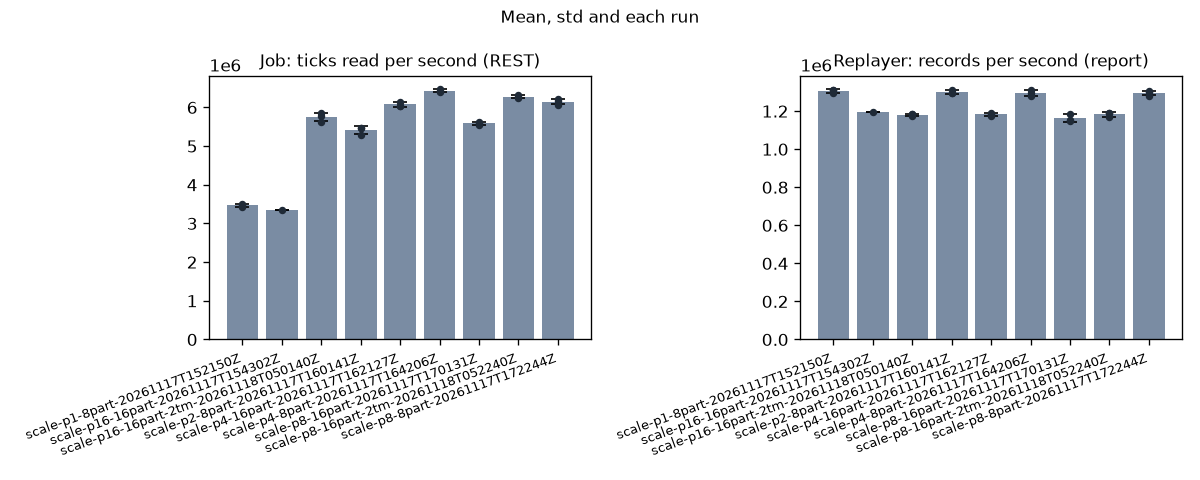 Mean, std and each run
Job: ticks read per second (REST)
1e6
6
5
4
3
2
1
0
scale-p1-8part-20261117T152150Z
scale-p16-16part-20261117T154302Z
scale-p16-16part-2tm-20261118T050140Z
scale-p2-8part-20261117T160141Z
scale-p4-16part-20261117T162127Z
scale-p4-8part-20261117T164206Z
scale-p8-16part-20261117T170131Z
scale-p8-16part-2tm-20261118T052240Z
scale-p8-8part-20261117T172244Z
Replayer: records per second (report)
1e6
1.2
1.0
0.8
0.6
0.4
0.2
0.0
scale-p1-8part-20261117T152150Z
scale-p16-16part-20261117T154302Z
scale-p16-16part-2tm-20261118T050140Z
scale-p2-8part-20261117T160141Z
scale-p4-16part-20261117T162127Z
scale-p4-8part-20261117T164206Z
scale-p8-16part-20261117T170131Z
scale-p8-16part-2tm-20261118T052240Z
scale-p8-8part-20261117T172244Z